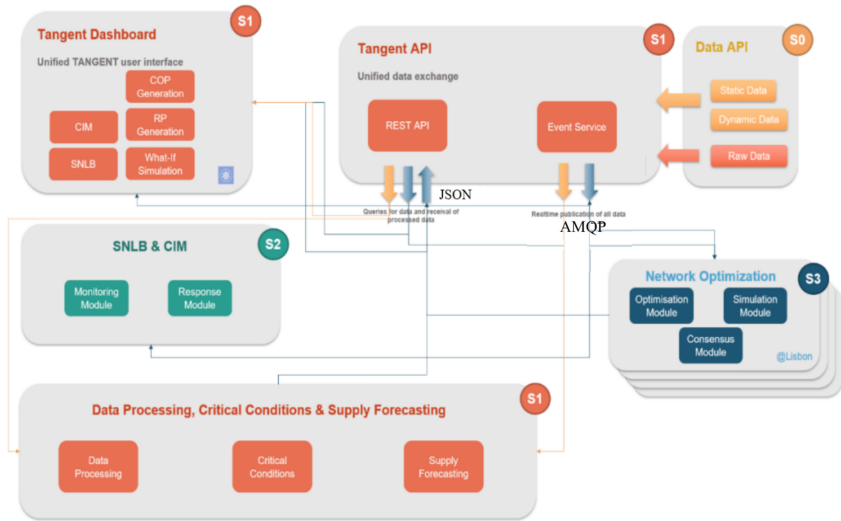 Tangent Dashboard
S1
Unified TANGENT user interface
COP
Generation
CIM
RP
Generation
SNLB
What-If
Simulation
Tangent API
S1
Unified data exchange
REST API
Event Service
Data API
S0
Static Data
Dynamic Data
Raw Data
JSON
Queries for data and receival of
processed data
Realtime publication of all data
AMQP
SNLB & CIM
S2
Monitoring
Module
Response
Module
Network Optimization
S3
Optimisation
Module
Simulation
Module
Consensus
Module
@Lisbon
Data Processing, Critical Conditions & Supply Forecasting
S1
Data
Processing
Critical
Conditions
Supply
Forecasting